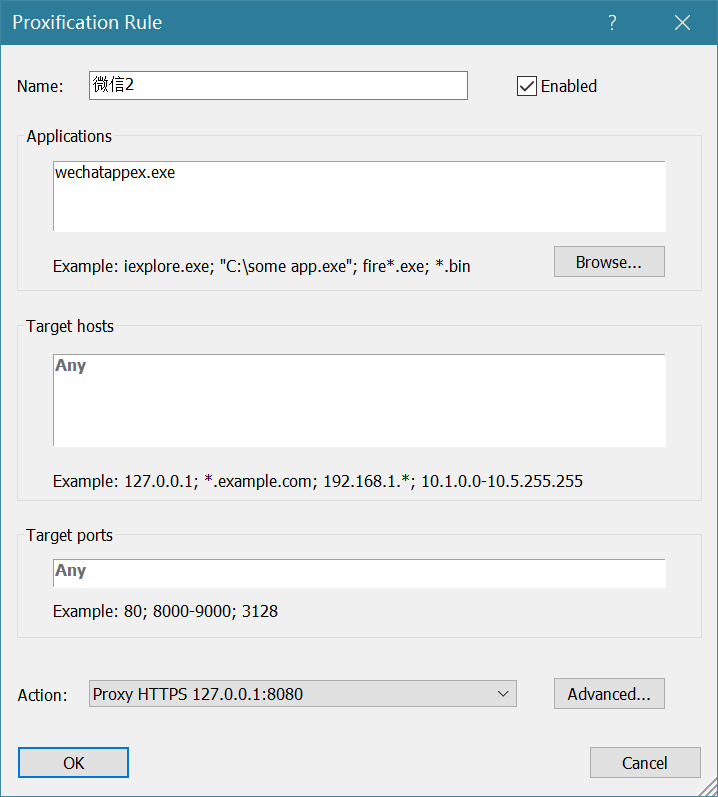 Proxification Rule
?
Name: 微信2 Enabled
Applications
wechatappex.exe
Example: iexplore.exe; "C:\some app.exe"; fire*.exe; *.bin
Browse...
Target hosts
Any
Example: 127.0.0.1; *.example.com; 192.168.1.*; 10.1.0.0-10.5.255.255
Target ports
Any
Example: 80; 8000-9000; 3128
Action: Proxy HTTPS 127.0.0.1:8080 Advanced...
OK Cancel